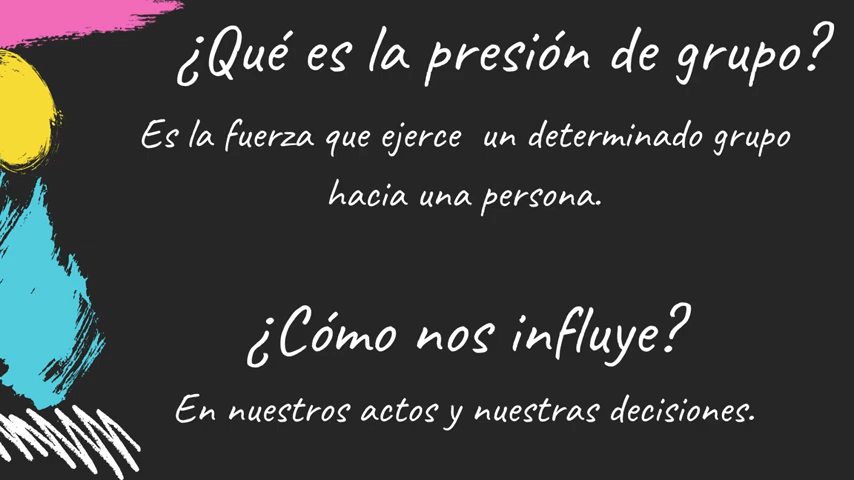 ¿Qué es la presión de grupo?
Es la fuerza que ejerce un determinado grupo
hacia una persona.
¿Cómo nos influye?
En nuestros actos y nuestras decisiones.